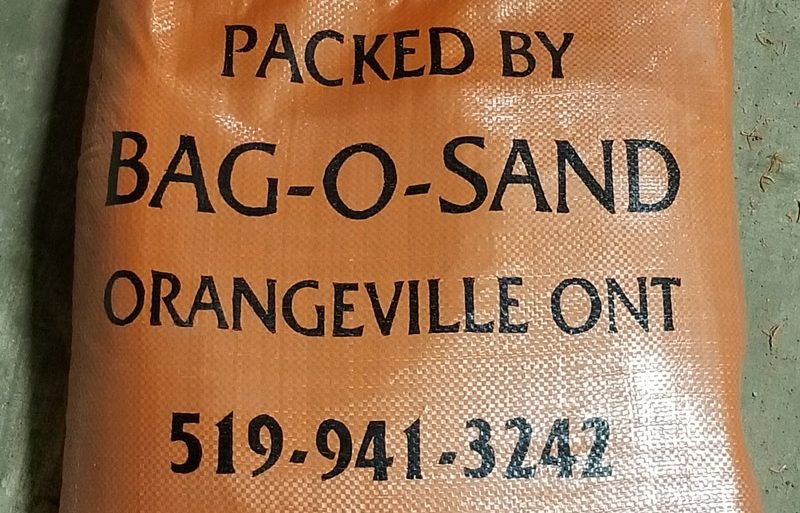 PACKED BY
BAG-O-SAND
ORANGEVILLE ONT
519-941-3242